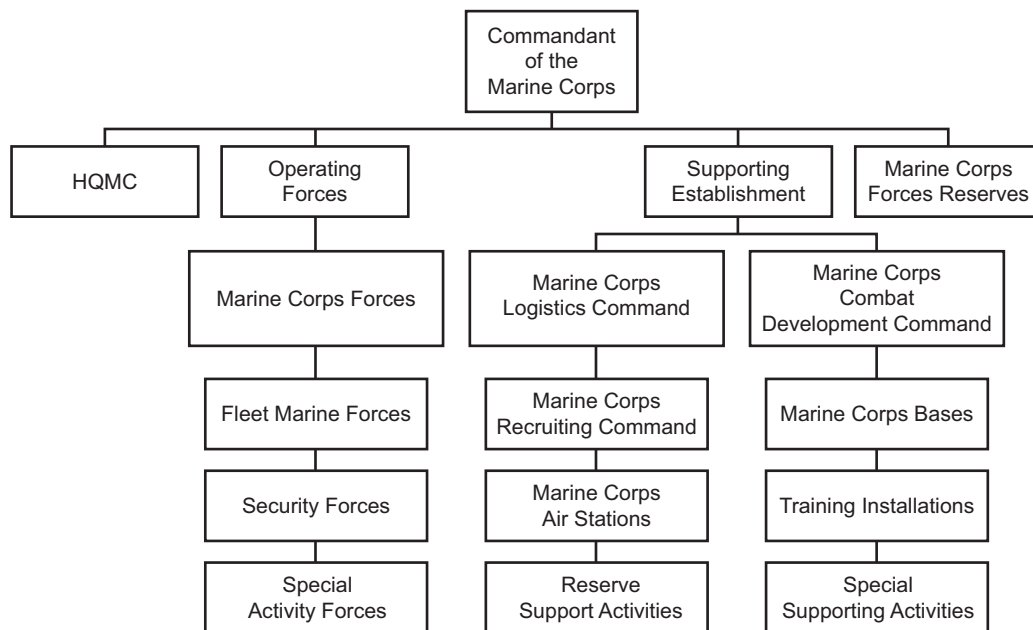 Commandant
of the
Marine Corps
HQMC
Operating
Forces
Supporting
Establishment
Marine Corps
Forces Reserves
Marine Corps Forces
Marine Corps
Logistics Command
Marine Corps
Combat
Development Command
Fleet Marine Forces
Marine Corps
Recruiting Command
Marine Corps Bases
Security Forces
Marine Corps
Air Stations
Training Installations
Special
Activity Forces
Reserve
Support Activities
Special
Supporting Activities